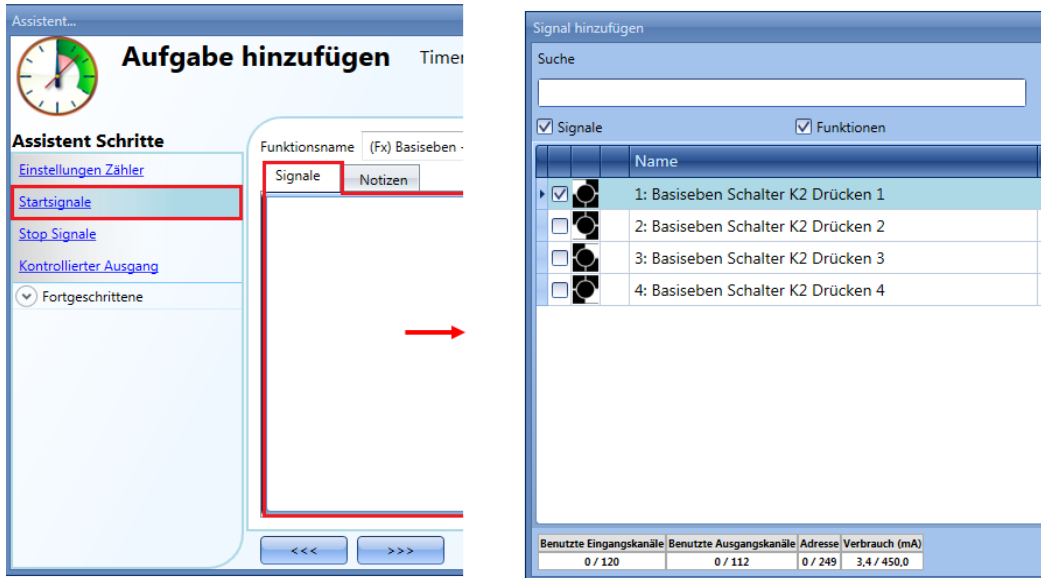 Assistent...
Aufgabe hinzufügen Timer
Assistent Schritte
Einstellungen Zähler
Startsignale
Stop Signale
Kontrollierter Ausgang
Fortgeschrittene
Funktionsname (Fx) Basiseben -
Signale Notizen
<<< >>>
Signal hinzufügen
Suche
Signale Funktionen
Name
1: Basiseben Schalter K2 Drücken 1
2: Basiseben Schalter K2 Drücken 2
3: Basiseben Schalter K2 Drücken 3
4: Basiseben Schalter K2 Drücken 4
Benutzte Eingangskanäle Benutzte Ausgangskanäle Adresse Verbrauch (mA)
0 / 120 0 / 112 0 / 249 3,4 / 450,0